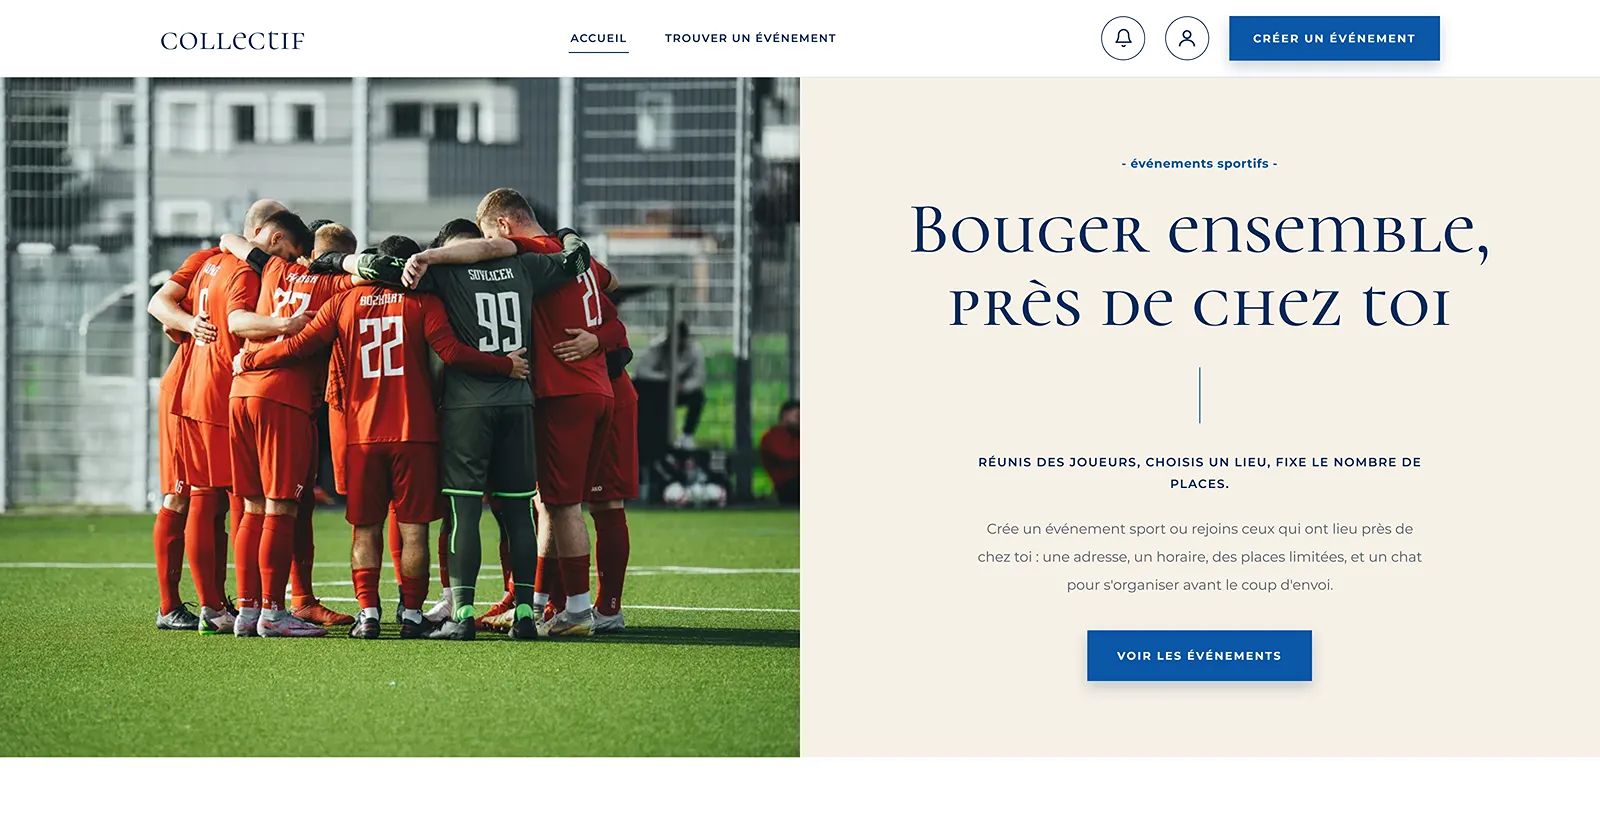 COLLECTIF
ACCUEIL
TROUVER UN ÉVÉNEMENT
CRÉER UN ÉVÉNEMENT
- événements sportifs -
Bouger ensemble,
près de chez toi
RÉUNIS DES JOUEURS, CHOISIS UN LIEU, FIXE LE NOMBRE DE
PLACES.
Crée un événement sport ou rejoins ceux qui ont lieu près de
chez toi : une adresse, un horaire, des places limitées, et un chat
pour s'organiser avant le coup d'envoi.
VOIR LES ÉVÉNEMENTS
BOZKURT
22
99
77
21
9